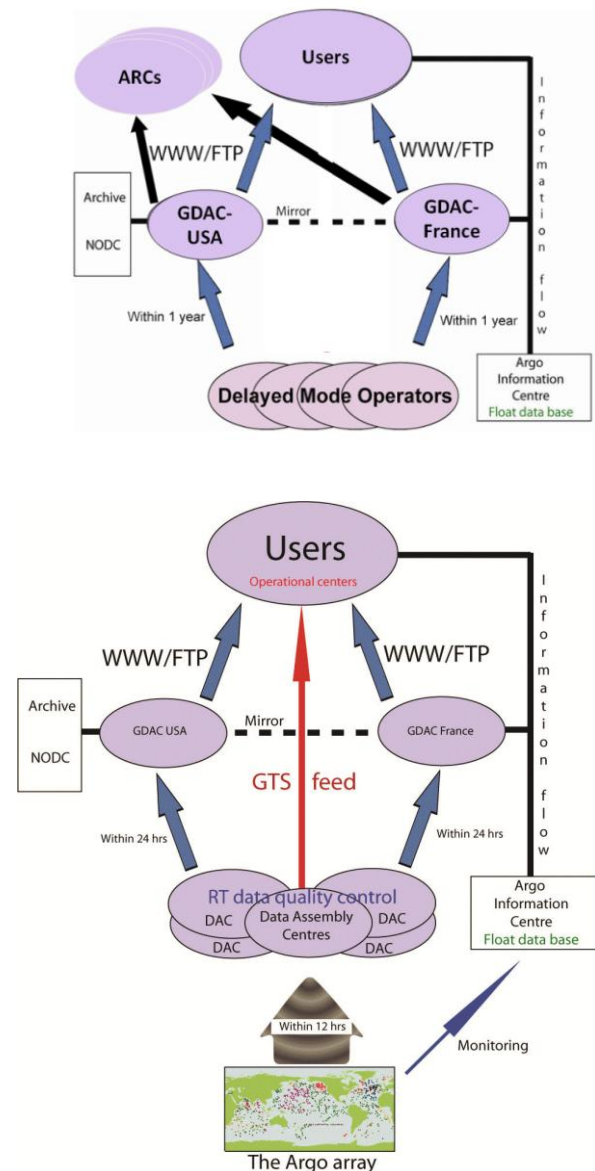 Users
ARCs
WWW/FTP
WWW/FTP
Archive
NODC
GDAC-
USA
Mirror
GDAC-
France
Within 1 year
Within 1 year
Information flow
Delayed Mode Operators
Argo
Information
Centre
Float data base
Users
Operational centers
WWW/FTP
WWW/FTP
Archive
NODC
GDAC USA
Mirror
GDAC France
GTS feed
Within 24 hrs
Within 24 hrs
Information flow
RT data quality control
DAC
Data Assembly
Centres
DAC
DAC
DAC
Argo
Information
Centre
Float data base
Within 12 hrs
Monitoring
The Argo array